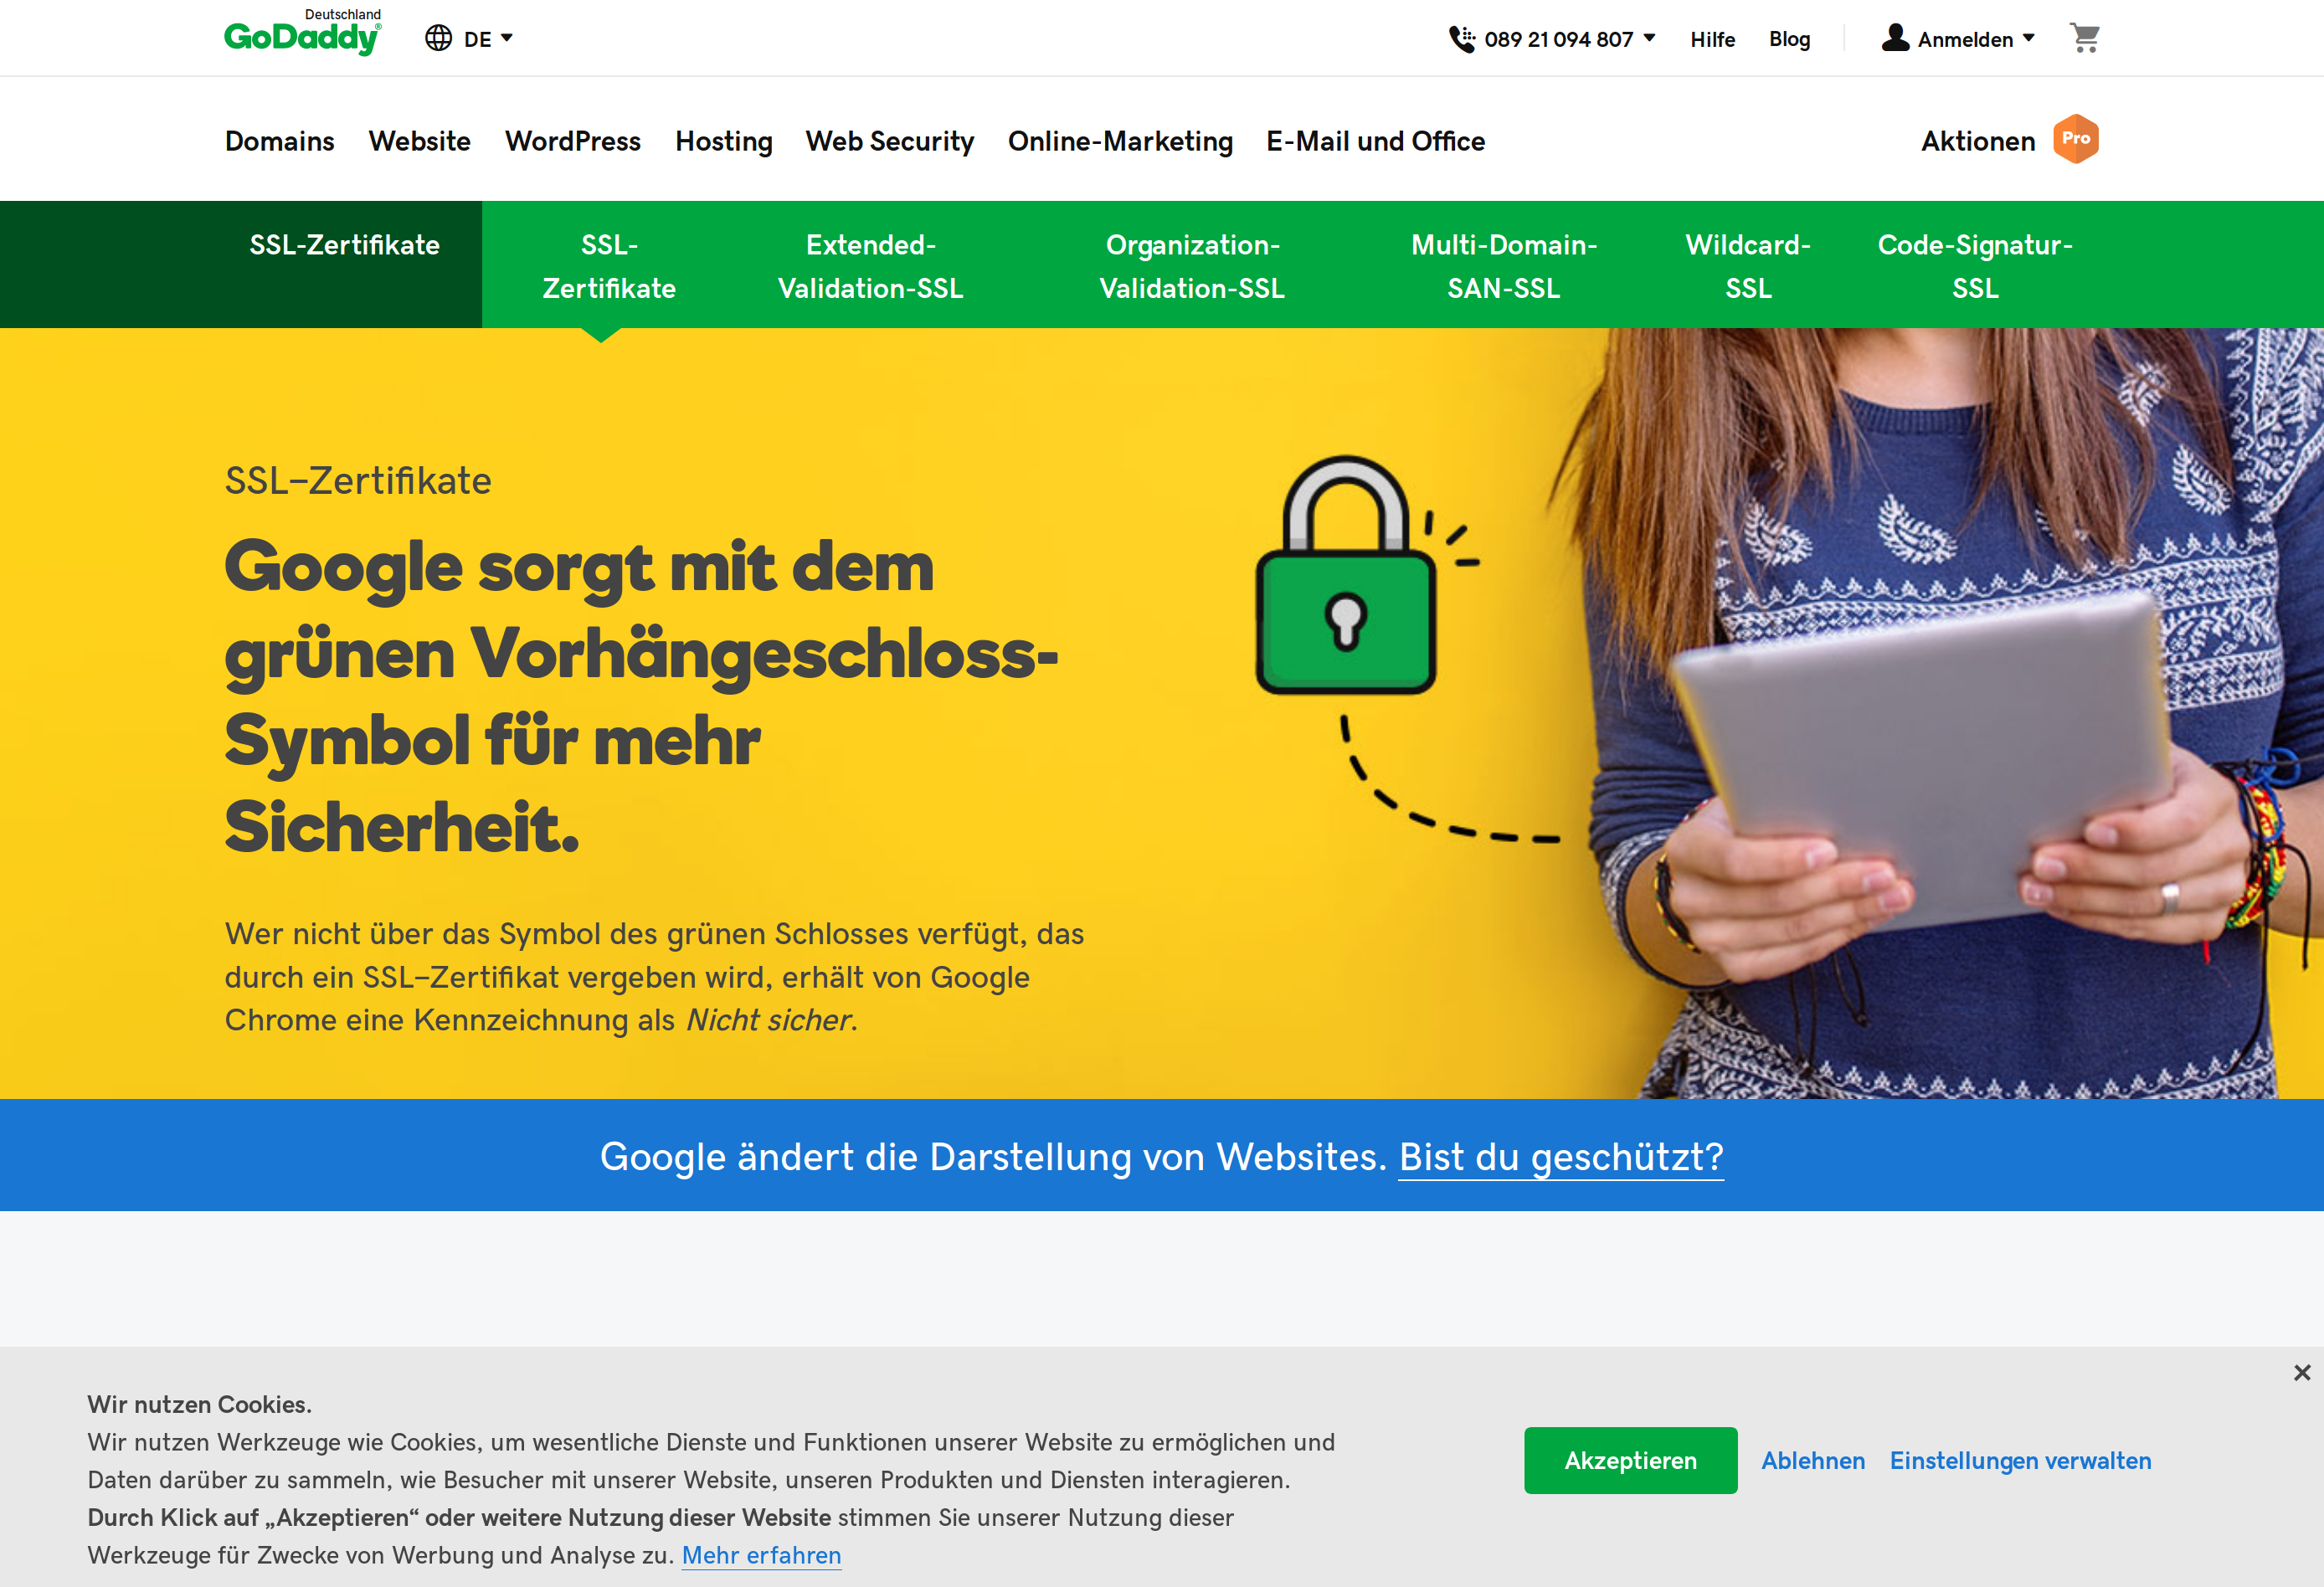 Deutschland
GoDaddy®
DE
089 21 094 807
Hilfe
Blog
Anmelden
Domains
Website
WordPress
Hosting
Web Security
Online-Marketing
E-Mail und Office
Aktionen
Pro
SSL-Zertifikate
SSL-
Zertifikate
Extended-
Validation-SSL
Organization-
Validation-SSL
Multi-Domain-
SAN-SSL
Wildcard-
SSL
Code-Signatur-
SSL
SSL-Zertifikate
Google sorgt mit dem
grünen Vorhängeschloss-
Symbol für mehr
Sicherheit.
Wer nicht über das Symbol des grünen Schlosses verfügt, das
durch ein SSL-Zertifikat vergeben wird, erhält von Google
Chrome eine Kennzeichnung als Nicht sicher.
Google ändert die Darstellung von Websites. Bist du geschützt?
Wir nutzen Cookies.
Wir nutzen Werkzeuge wie Cookies, um wesentliche Dienste und Funktionen unserer Website zu ermöglichen und
Daten darüber zu sammeln, wie Besucher mit unserer Website, unseren Produkten und Diensten interagieren.
Durch Klick auf „Akzeptieren“ oder weitere Nutzung dieser Website stimmen Sie unserer Nutzung dieser
Werkzeuge für Zwecke von Werbung und Analyse zu. Mehr erfahren
Akzeptieren
Ablehnen
Einstellungen verwalten